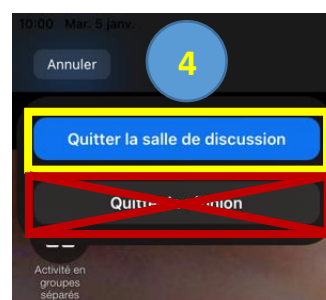 10:00 Mar. 5 janv.
Annuler
4
Quitter la salle de discussion
Activité en
groupes
séparés